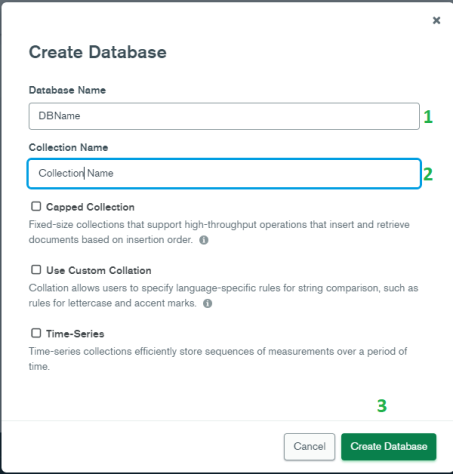 ×
Create Database
Database Name
DBName 1
Collection Name
Collection Name 2
Capped Collection
Fixed-size collections that support high-throughput operations that insert and retrieve
documents based on insertion order. i
Use Custom Collation
Collation allows users to specify language-specific rules for string comparison, such as
rules for lettercase and accent marks. i
Time-Series
Time-series collections efficiently store sequences of measurements over a period of
time.
3
Cancel Create Database